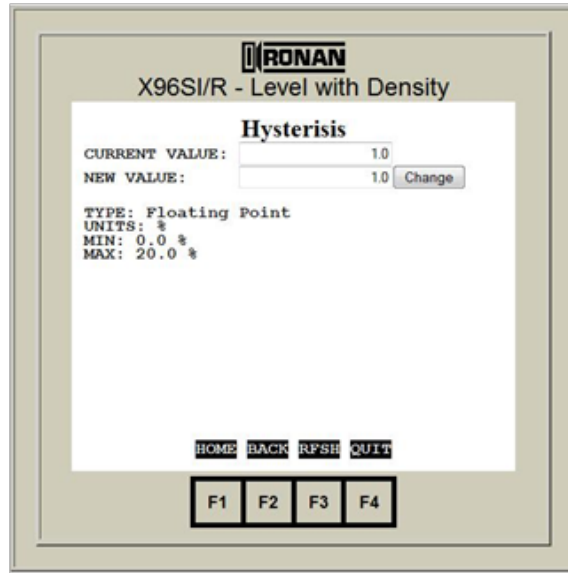 RONAN
X96SI/R - Level with Density
Hysterisis
CURRENT VALUE: 1.0
NEW VALUE: 1.0 Change
TYPE: Floating Point
UNITS: %
MIN: 0.0 %
MAX: 20.0 %
HOME BACK RFSH QUIT
F1 F2 F3 F4